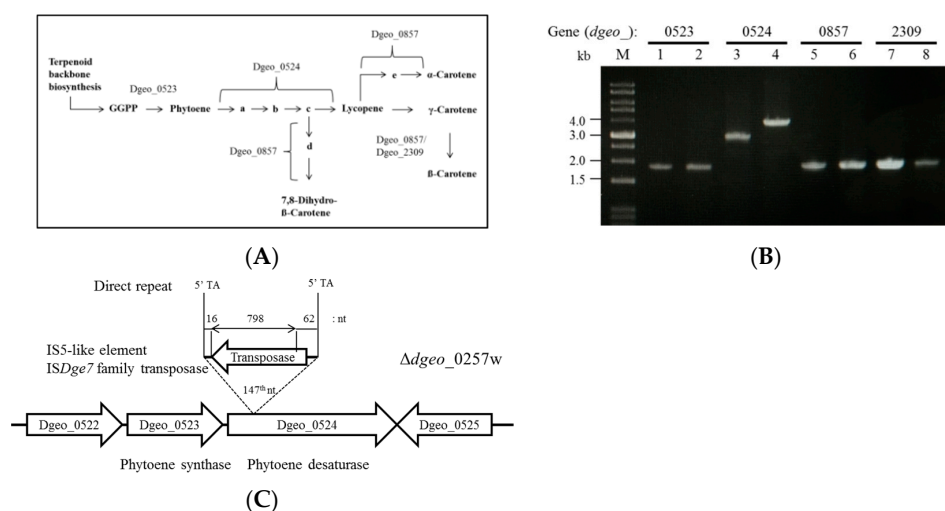 Terpenoid
backbone
biosynthesis
Dgeo_0523
GGPP
Phytoene
Dgeo_0524
a
b
c
Lycopene
Dgeo_0857
e
α-Carotene
γ-Carotene
Dgeo_0857
d
Dgeo_0857/
Dgeo_2309
ß-Carotene
7,8-Dihydro-
ß-Carotene
(A)
Gene (dgeo_): 0523 0524 0857 2309
kb M 1 2 3 4 5 6 7 8
4.0
3.0
2.0
1.5
(B)
Direct repeat 5' TA 5' TA
16 798 62 : nt
IS5-like element
ISDge7 family transposase
Transposase
Δdgeo_0257w
147th nt
Dgeo_0522 Dgeo_0523 Dgeo_0524 Dgeo_0525
Phytoene synthase Phytoene desaturase
(C)